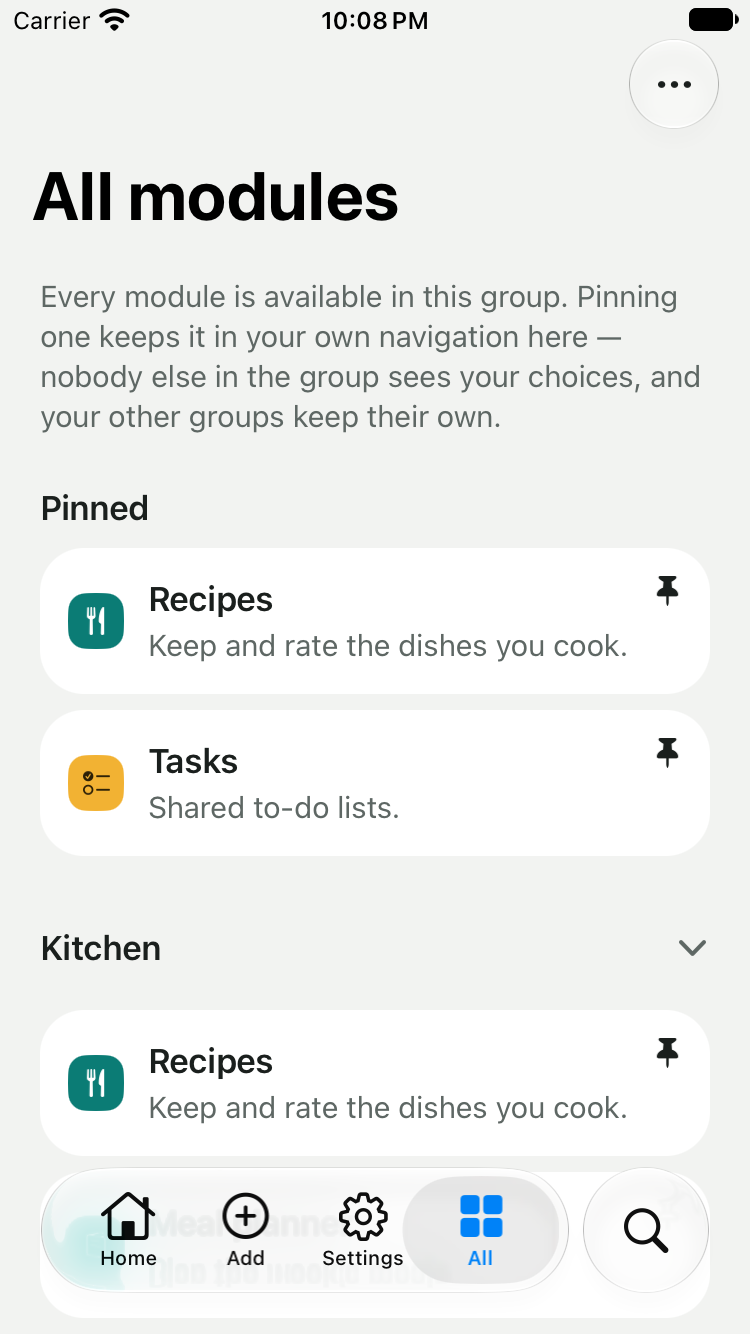 Carrier 10:08 PM
All modules
Every module is available in this group. Pinning
one keeps it in your own navigation here —
nobody else in the group sees your choices, and
your other groups keep their own.
Pinned
Recipes
Keep and rate the dishes you cook.
Tasks
Shared to-do lists.
Kitchen
Recipes
Keep and rate the dishes you cook.
Home Add Settings All